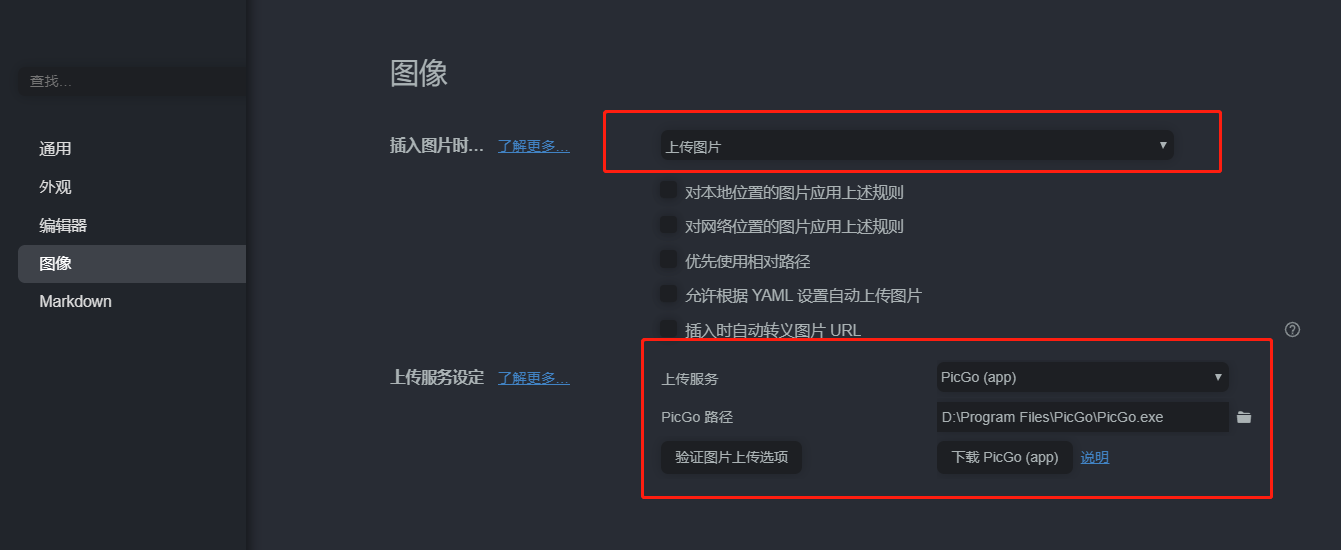 查找...
通用
外观
编辑器
图像
Markdown
图像
插入图片时... 了解更多... 上传图片
对本地位置的图片应用上述规则
对网络位置的图片应用上述规则
优先使用相对路径
允许根据 YAML 设置自动上传图片
插入时自动转义图片 URL
上传服务设定 了解更多... 上传服务 PicGo (app)
PicGo 路径 D:\Program Files\PicGo\PicGo.exe
验证图片上传选项 下载 PicGo (app) 说明